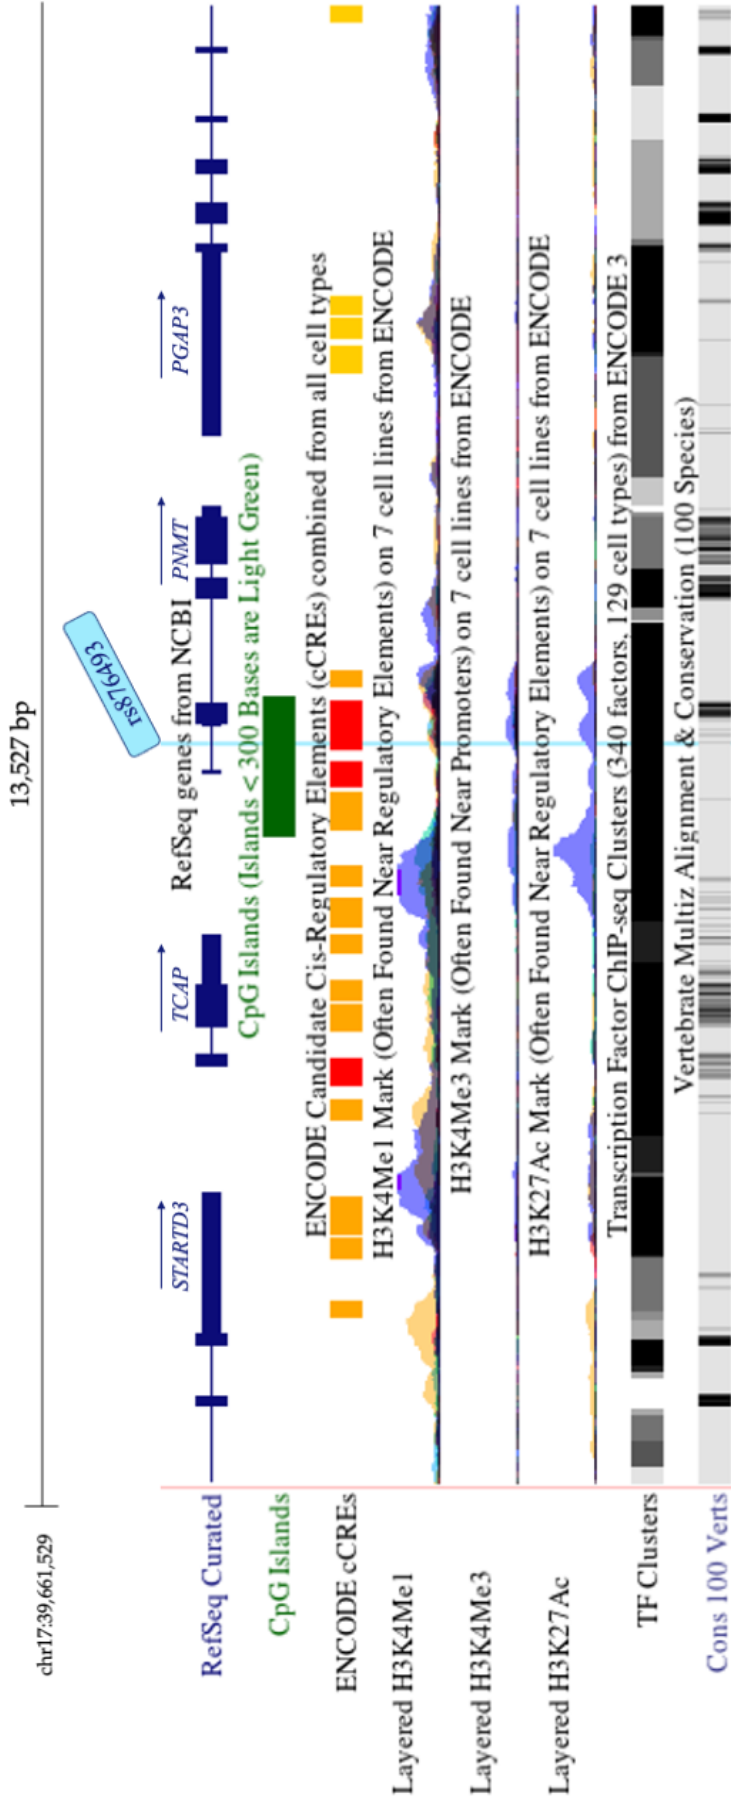 13,527 bp
chr17:39,661,529
rs876493
STARTD3
TCAP
PNMT
PGAP3
RefSeq genes from NCBI
RefSeq Curated
CpG Islands (Islands < 300 Bases are Light Green)
CpG Islands
ENCODE Candidate Cis-Regulatory Elements (cCREs) combined from all cell types
ENCODE cCREs
H3K4Me1 Mark (Often Found Near Regulatory Elements) on 7 cell lines from ENCODE
Layered H3K4Me1
H3K4Me3 Mark (Often Found Near Promoters) on 7 cell lines from ENCODE
Layered H3K4Me3
H3K27Ac Mark (Often Found Near Regulatory Elements) on 7 cell lines from ENCODE
Layered H3K27Ac
Transcription Factor ChIP-seq Clusters (340 factors, 129 cell types) from ENCODE 3
TF Clusters
Vertebrate Multiz Alignment & Conservation (100 Species)
Cons 100 Verts